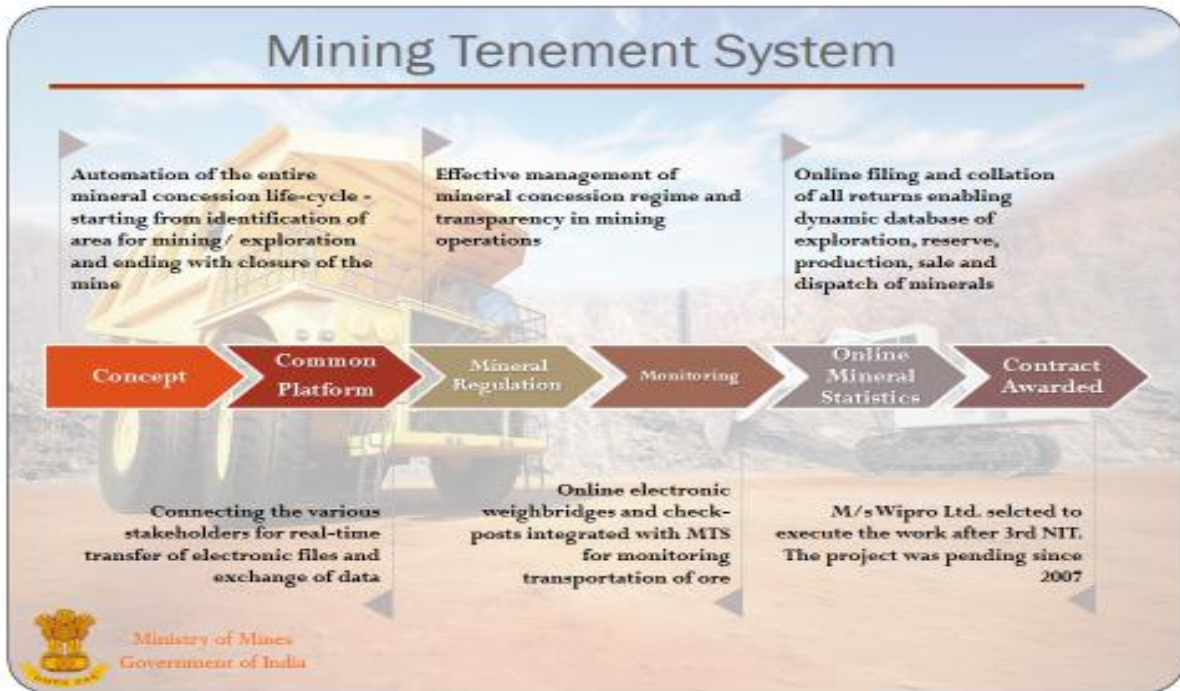 Mining Tenement System
Automation of the entire
mineral concession life-cycle -
starting from identification of
area for mining/ exploration
and ending with closure of the
mine
Effective management of
mineral concession regime and
transparency in mining
operations
Online filing and collation
of all returns enabling
dynamic database of
exploration, reserve,
production, sale and
dispatch of minerals
Concept
Common
Platform
Mineral
Regulation
Monitoring
Online
Mineral
Statistics
Contract
Awarded
Connecting the various
stakeholders for real-time
transfer of electronic files and
exchange of data
Online electronic
weighbridges and check-
posts integrated with MTS
for monitoring
transportation of ore
M/s Wipro Ltd. selcted to
execute the work after 3rd NIT.
The project was pending since
2007
Ministry of Mines
Government of India